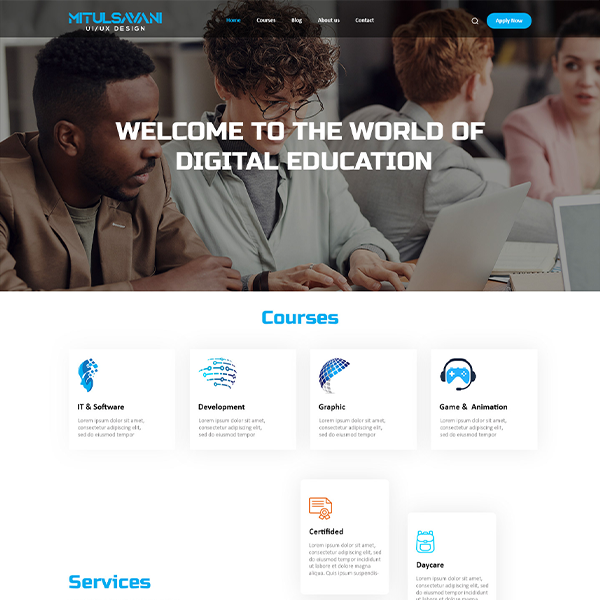 MITULSAVANI
UI/UX DESIGN
Home Courses Blog About us Contact Apply Now
WELCOME TO THE WORLD OF
DIGITAL EDUCATION
Courses
IT & Software
Lorem ipsum dolor sit amet,
consectetur adipiscing elit,
sed do eiusmod tempor
Development
Lorem ipsum dolor sit amet,
consectetur adipiscing elit,
sed do eiusmod tempor
Graphic
Lorem ipsum dolor sit amet,
consectetur adipiscing elit,
sed do eiusmod tempor
Game & Animation
Lorem ipsum dolor sit amet,
consectetur adipiscing elit,
sed do eiusmod tempor
Services
Certifided
Lorem ipsum dolor sit amet,
consectetur adipiscing elit, sed
do eiusmod tempor incididunt
ut labore et dolore magna
aliqua. Quis ipsum suspendis
Daycare
Lorem ipsum dolor sit amet,
consectetur adipiscing elit, sed
do eiusmod tempor incididunt
ut labore et dolore magna